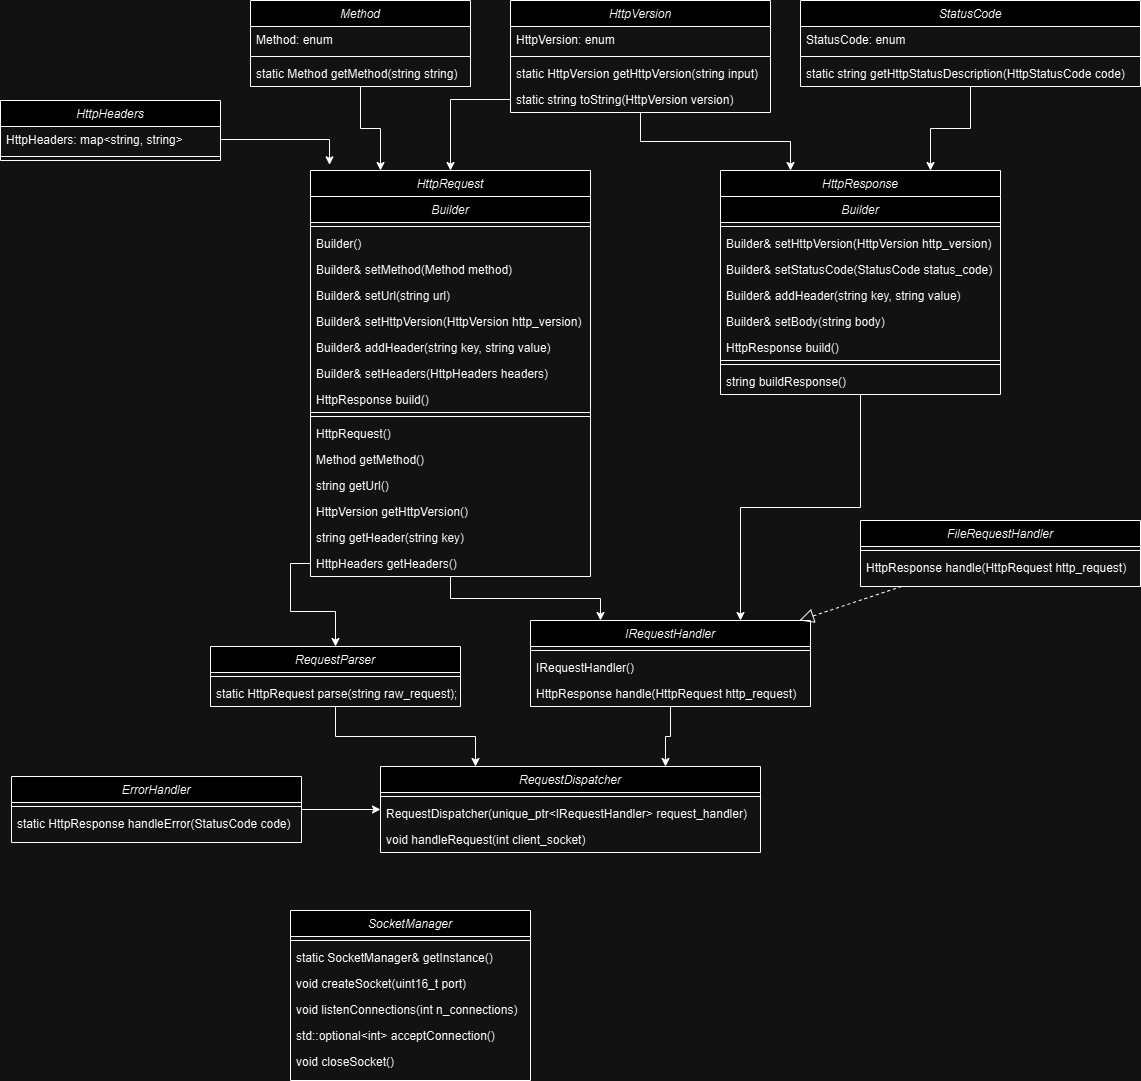 Method
Method: enum
static Method getMethod(string string)
HttpVersion
HttpVersion: enum
static HttpVersion getHttpVersion(string input)
static string toString(HttpVersion version)
StatusCode
StatusCode: enum
static string getHttpStatusDescription(HttpStatusCode code)
HttpHeaders
HttpHeaders: map<string, string>
HttpRequest
Builder
Builder()
Builder& setMethod(Method method)
Builder& setUrl(string url)
Builder& setHttpVersion(HttpVersion http_version)
Builder& addHeader(string key, string value)
Builder& setHeaders(HttpHeaders headers)
HttpResponse build()
HttpRequest()
Method getMethod()
string getUrl()
HttpVersion getHttpVersion()
string getHeader(string key)
HttpHeaders getHeaders()
HttpResponse
Builder
Builder& setHttpVersion(HttpVersion http_version)
Builder& setStatusCode(StatusCode status_code)
Builder& addHeader(string key, string value)
Builder& setBody(string body)
HttpResponse build()
string buildResponse()
FileRequestHandler
HttpResponse handle(HttpRequest http_request)
IRequestHandler
IRequestHandler()
HttpResponse handle(HttpRequest http_request)
RequestParser
static HttpRequest parse(string raw_request);
RequestDispatcher
RequestDispatcher(unique_ptr<IRequestHandler> request_handler)
void handleRequest(int client_socket)
ErrorHandler
static HttpResponse handleError(StatusCode code)
SocketManager
static SocketManager& getInstance()
void createSocket(uint16_t port)
void listenConnections(int n_connections)
std::optional<int> acceptConnection()
void closeSocket()